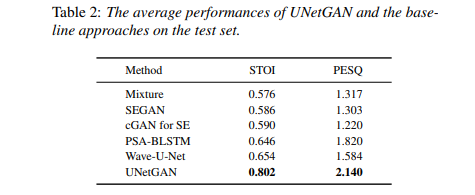 Table 2: The average performances of UNetGAN and the base-
line approaches on the test set.
Method STOI PESQ
Mixture 0.576 1.317
SEGAN 0.586 1.303
cGAN for SE 0.590 1.220
PSA-BLSTM 0.646 1.820
Wave-U-Net 0.654 1.584
UNetGAN 0.802 2.140